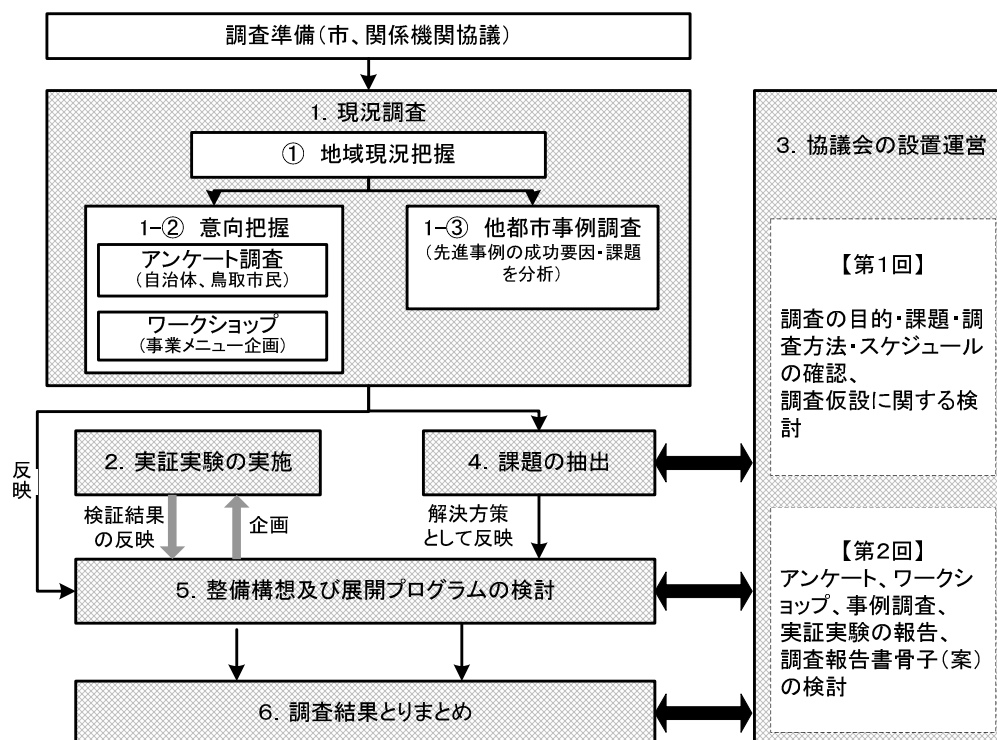 調査準備(市、関係機関協議)
1. 現況調査
① 地域現況把握
1-② 意向把握
アンケート調査
(自治体、鳥取市民)
ワークショップ
(事業メニュー企画)
1-③ 他都市事例調査
(先進事例の成功要因・課題
を分析)
反映
2. 実証実験の実施
4. 課題の抽出
検証結果
の反映
企画
解決方策
として反映
5. 整備構想及び展開プログラムの検討
6. 調査結果とりまとめ
3. 協議会の設置運営
【第1回】
調査の目的・課題・調
査方法・スケジュール
の確認、
調査仮設に関する検
討
【第2回】
アンケート、ワークシ
ョップ、事例調査、
実証実験の報告、
調査報告書骨子(案)
の検討